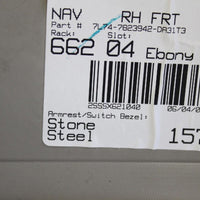 NAV RH FRT
Part # 7L74-7823942-DA31T3
Rack: Slot:
662 04 Ebony
2SSSX621040 06/04/0
Armrest/Switch Bezel:
Stone 157
Steel